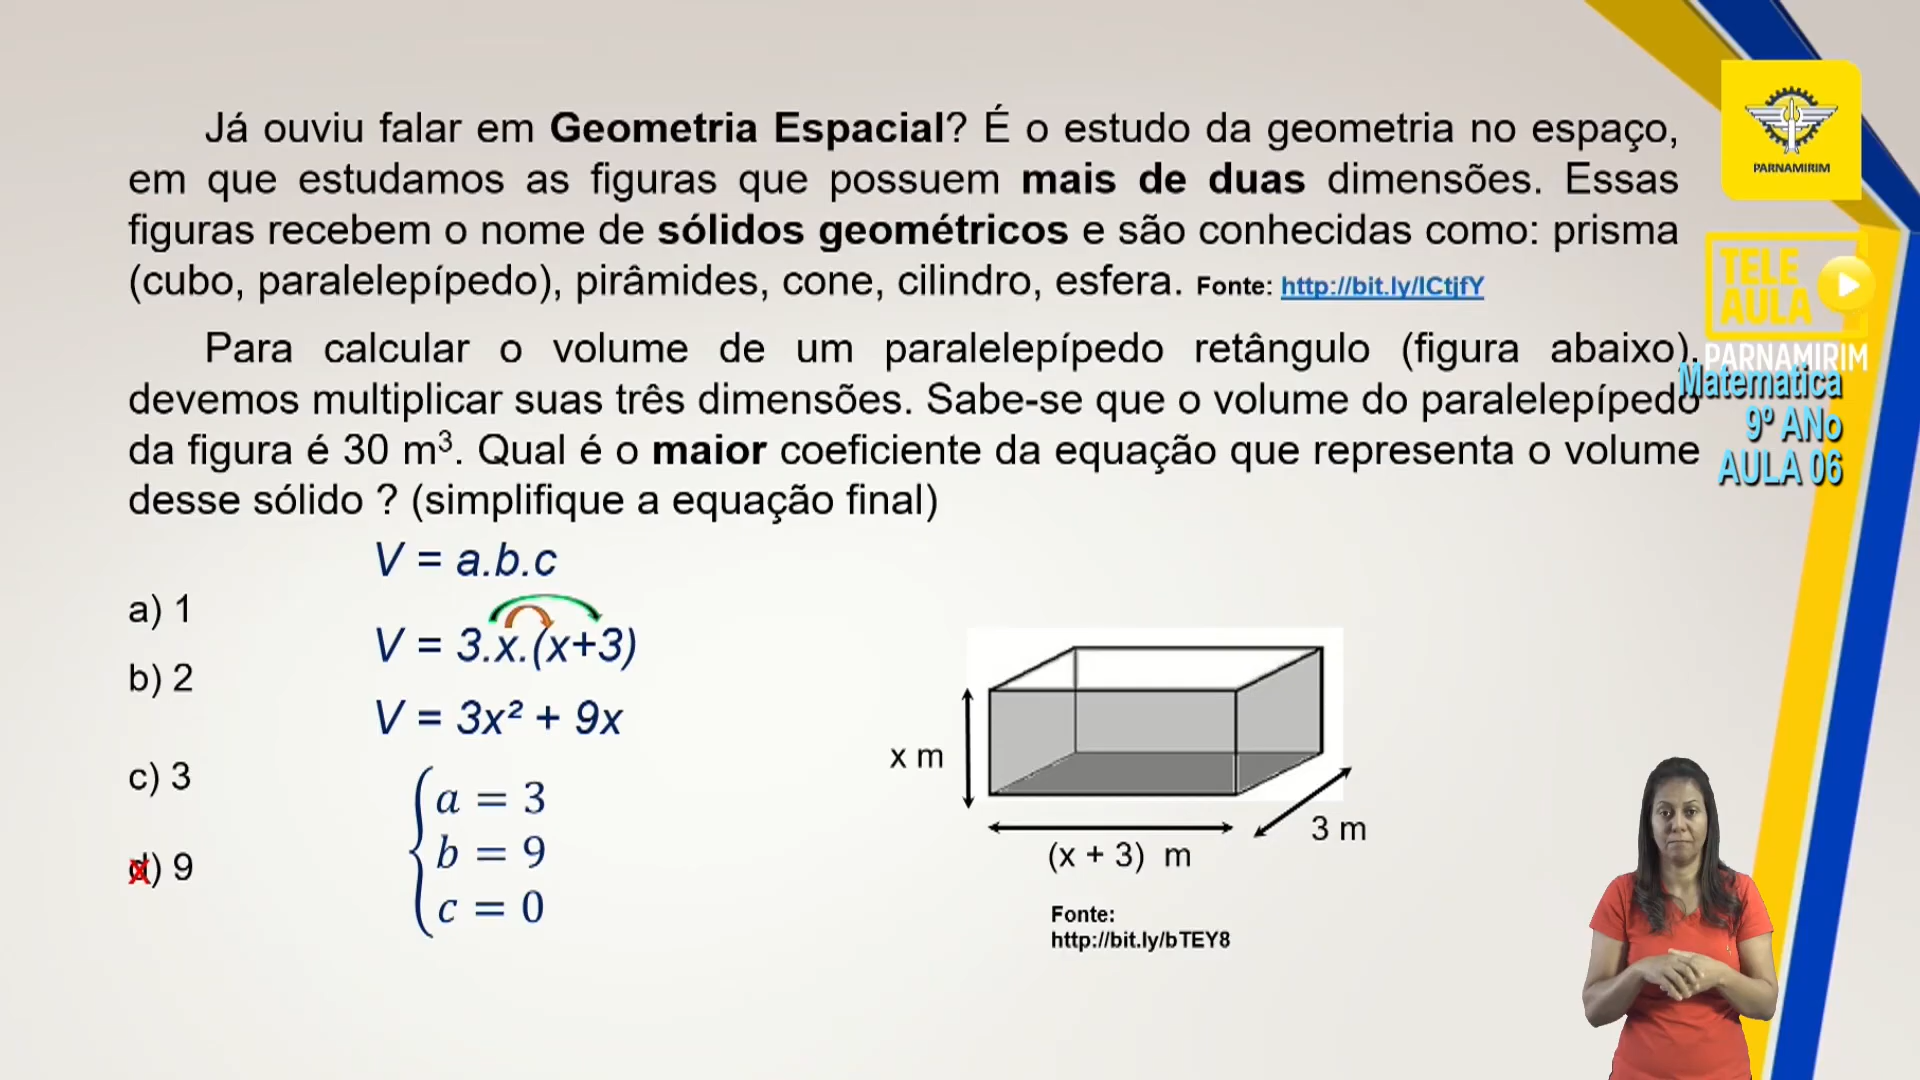 Já ouviu falar em Geometria Espacial? É o estudo da geometria no espaço,
em que estudamos as figuras que possuem mais de duas dimensões. Essas
figuras recebem o nome de sólidos geométricos e são conhecidas como: prisma
(cubo, paralelepípedo), pirâmides, cone, cilindro, esfera. Fonte: http://bit.ly/ICtjfY
Para calcular o volume de um paralelepípedo retângulo (figura abaixo),
devemos multiplicar suas três dimensões. Sabe-se que o volume do paralelepípedo
da figura é 30 m³. Qual é o maior coeficiente da equação que representa o volume
desse sólido ? (simplifique a equação final)
V = a.b.c
a) 1
V = 3.x.(x+3)
b) 2
V = 3x² + 9x
c) 3
a = 3
b = 9
d) 9
c = 0
x m
3 m
(x + 3) m
Fonte:
http://bit.ly/bTEY8
PARNAMIRIM
TELE
AULA
PARNAMIRIM
Matematica
9º ANo
AULA 06